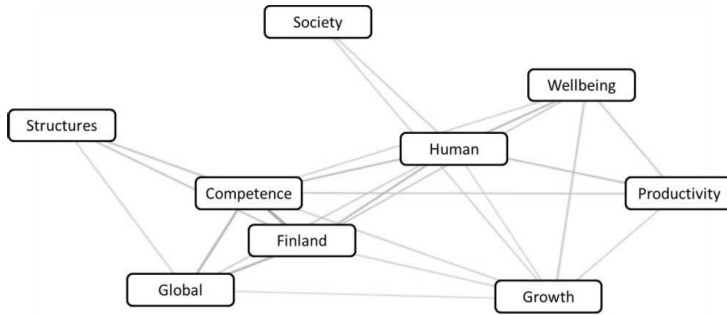 Society
Wellbeing
Structures
Human
Competence
Productivity
Finland
Global
Growth